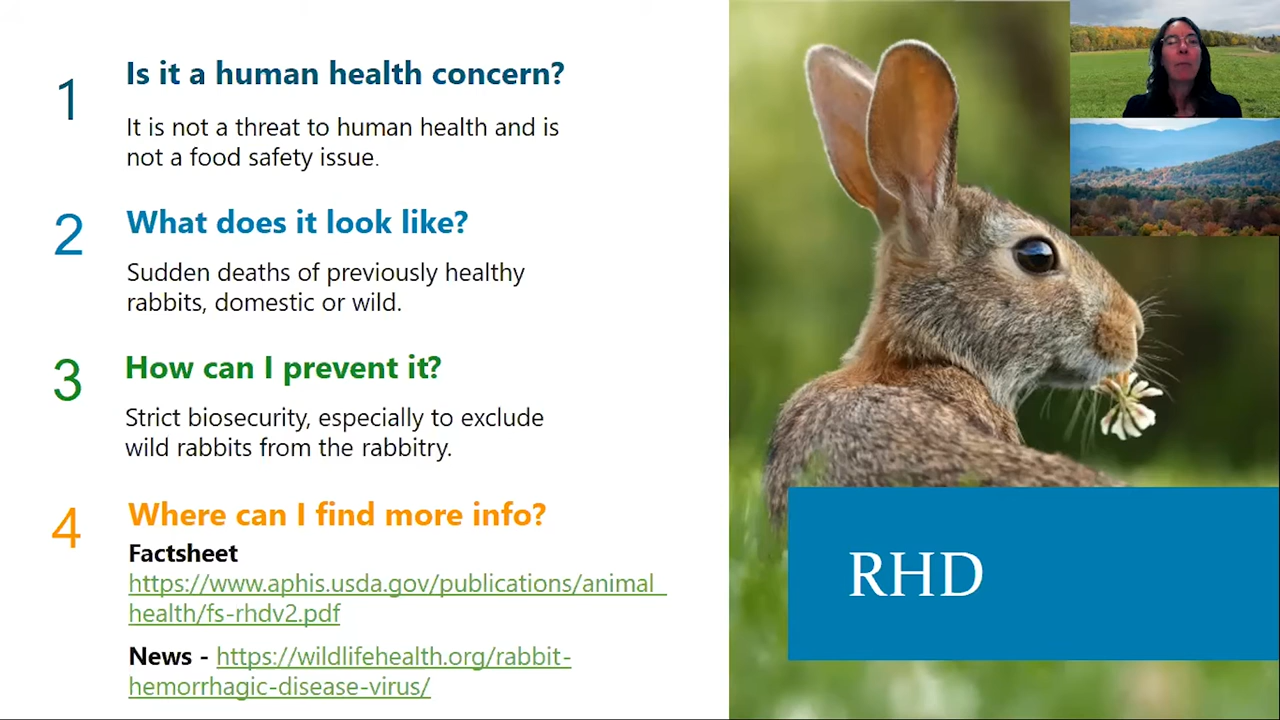 1
Is it a human health concern?
It is not a threat to human health and is
not a food safety issue.
2
What does it look like?
Sudden deaths of previously healthy
rabbits, domestic or wild.
3
How can I prevent it?
Strict biosecurity, especially to exclude
wild rabbits from the rabbitry.
4
Where can I find more info?
Factsheet
https://www.aphis.usda.gov/publications/animal_
health/fs-rhdv2.pdf
News - https://wildlifehealth.org/rabbit-
hemorrhagic-disease-virus/
RHD